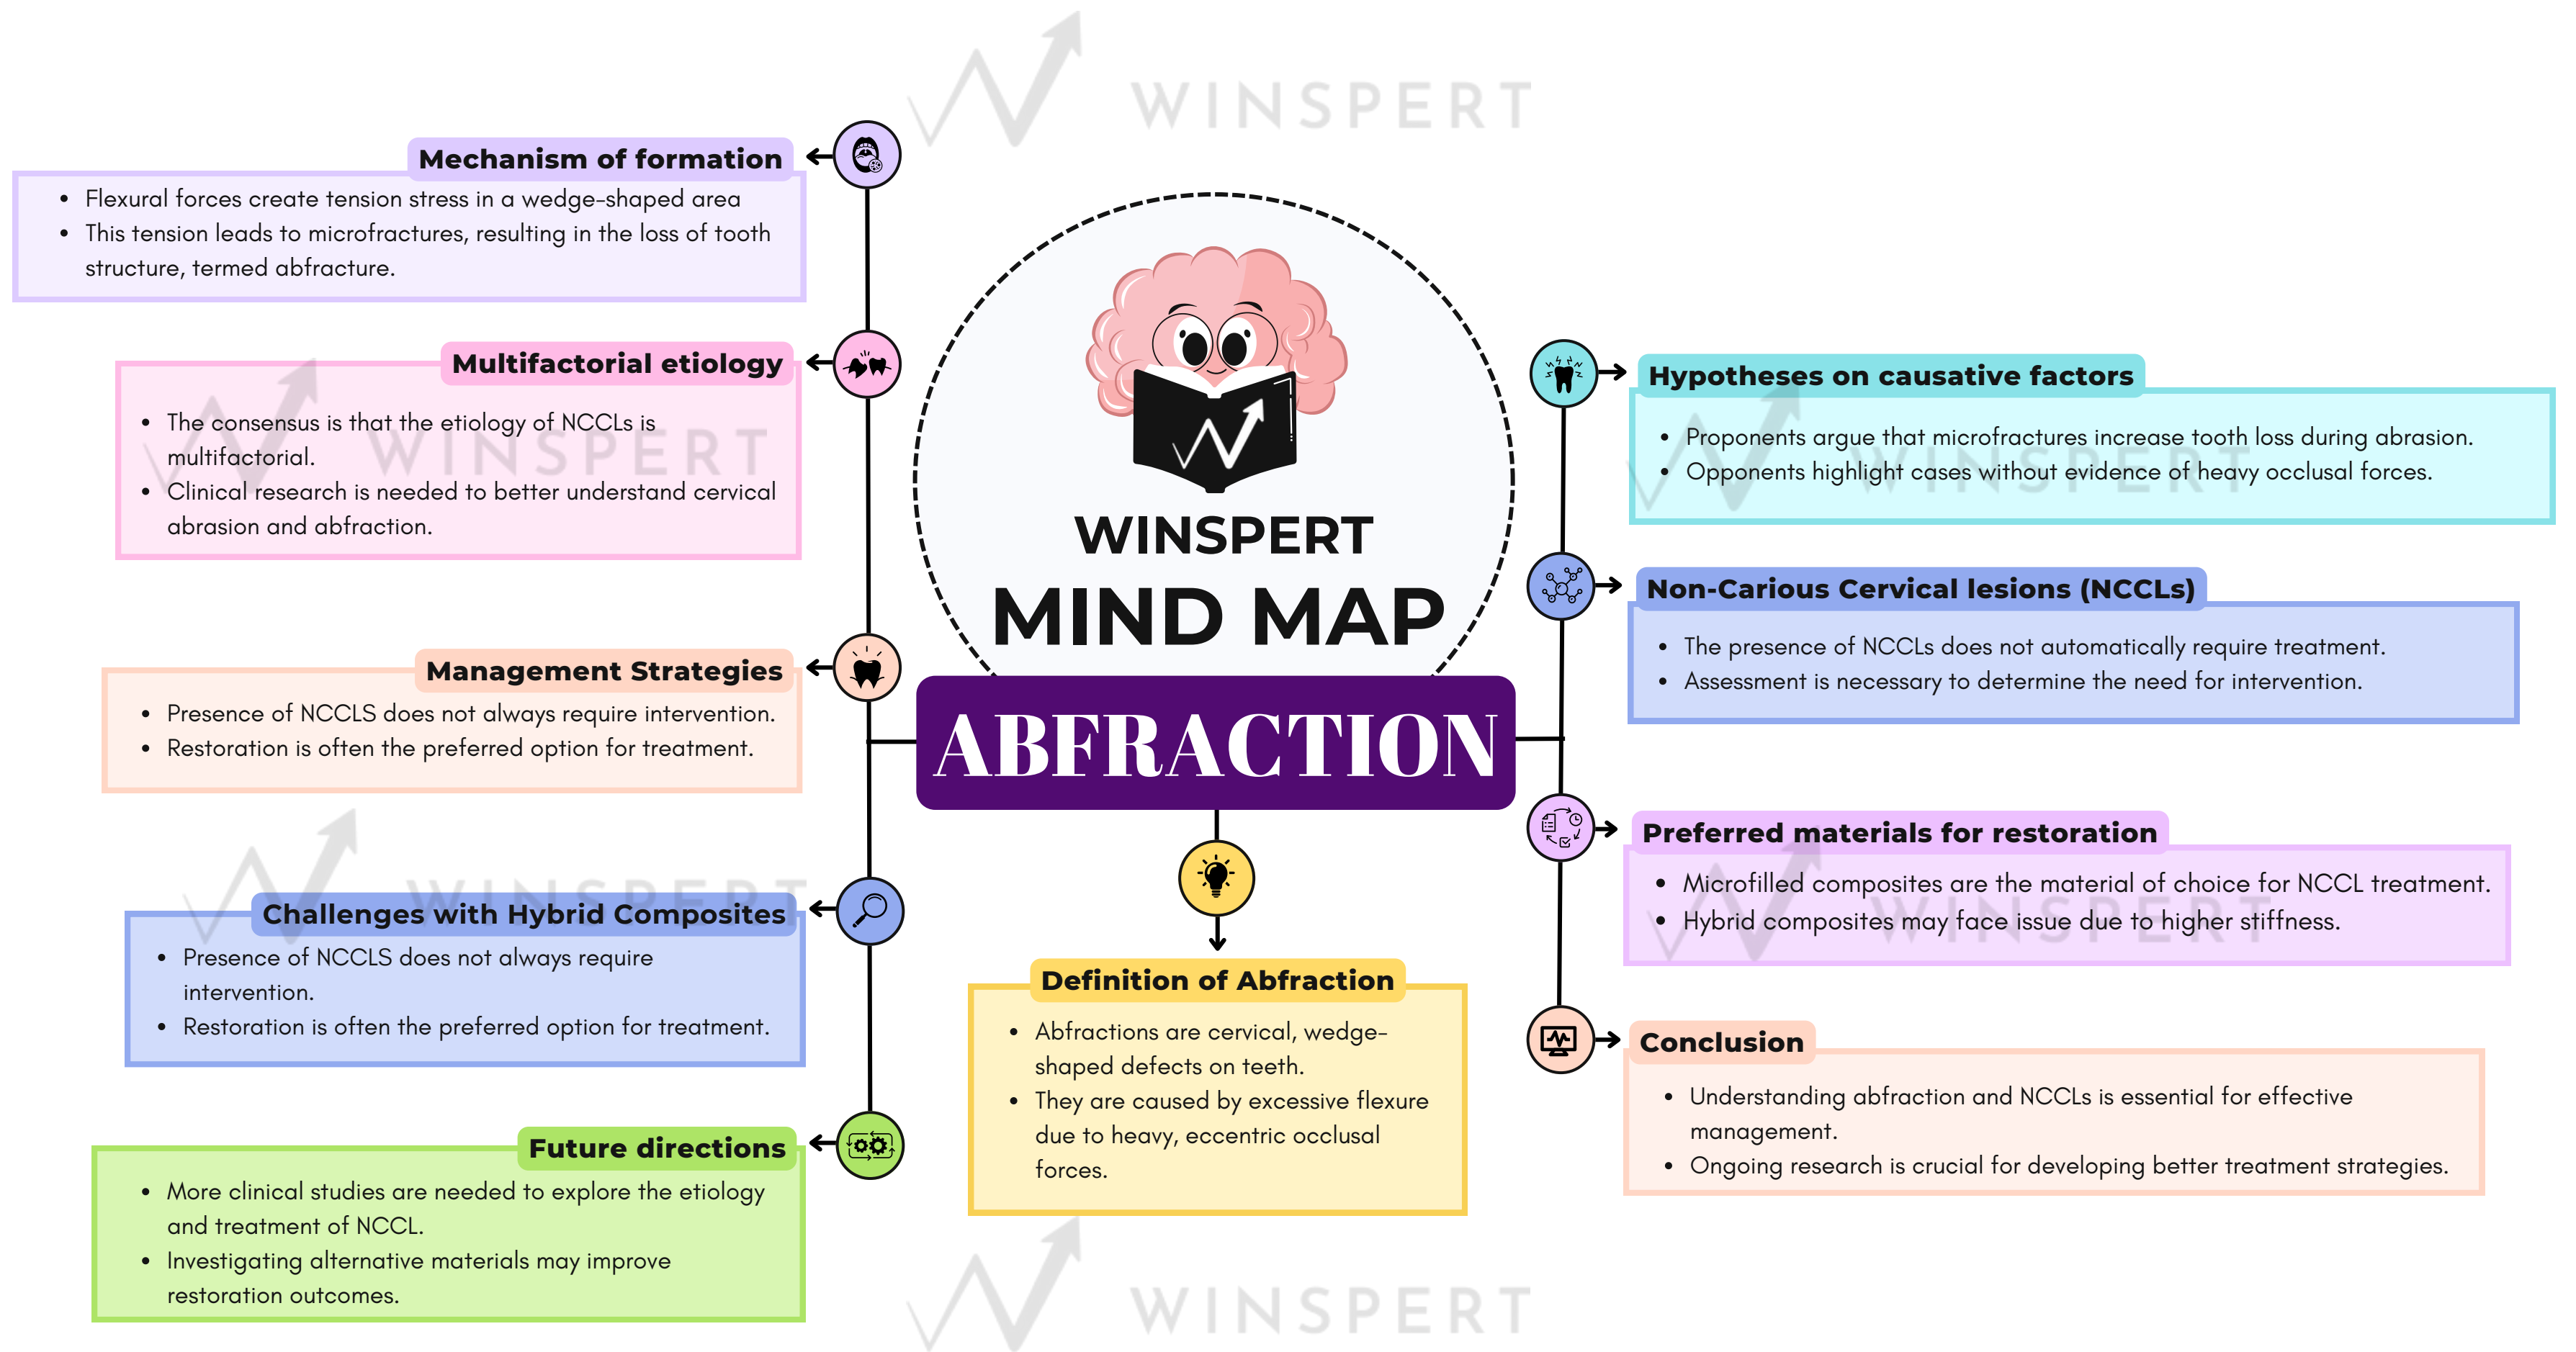 WINSPERT
Mechanism of formation
• Flexural forces create tension stress in a wedge-shaped area
• This tension leads to microfractures, resulting in the loss of tooth
structure, termed abfracture.
Multifactorial etiology
• The consensus is that the etiology of NCCLs is
multifactorial.
• Clinical research is needed to better understand cervical
abrasion and abfraction.
WINSPERT
Management Strategies
• Presence of NCCLS does not always require intervention.
• Restoration is often the preferred option for treatment.
WINSPERT
Challenges with Hybrid Composites
• Presence of NCCLS does not always require
intervention.
• Restoration is often the preferred option for treatment.
Future directions
• More clinical studies are needed to explore the etiology
and treatment of NCCL.
• Investigating alternative materials may improve
restoration outcomes.
WINSPERT
MIND MAP
ABFRACTION
Definition of Abfraction
• Abfractions are cervical, wedge-
shaped defects on teeth.
• They are caused by excessive flexure
due to heavy, eccentric occlusal
forces.
WINSPERT
Hypotheses on causative factors
• Proponents argue that microfractures increase tooth loss during abrasion.
• Opponents highlight cases without evidence of heavy occlusal forces.
WINSPERT
Non-Carious Cervical lesions (NCCLs)
• The presence of NCCLs does not automatically require treatment.
• Assessment is necessary to determine the need for intervention.
Preferred materials for restoration
• Microfilled composites are the material of choice for NCCL treatment.
• Hybrid composites may face issue due to higher stiffness.
WINSPERT
Conclusion
• Understanding abfraction and NCCLs is essential for effective
management.
• Ongoing research is crucial for developing better treatment strategies.